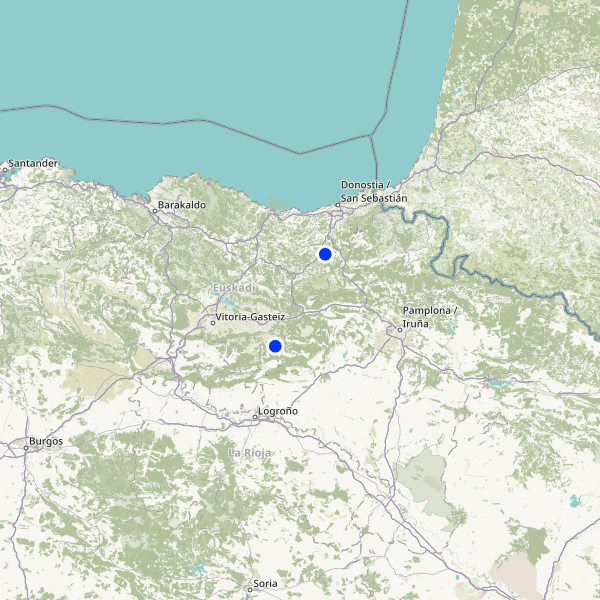 Santander
Donostia /
San Sebastián
Barakaldo
Euskadi
Vitoria-Gasteiz
Pamplona /
Iruña
Logroño
Burgos
La Rioja
Soria